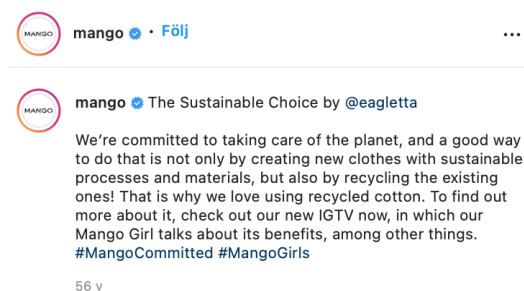 MANGO
mango • Följ
MANGO
mango The Sustainable Choice by @eagletta
We’re committed to taking care of the planet, and a good way
to do that is not only by creating new clothes with sustainable
processes and materials, but also by recycling the existing
ones! That is why we love using recycled cotton. To find out
more about it, check out our new IGTV now, in which our
Mango Girl talks about its benefits, among other things.
#MangoCommitted #MangoGirls
56 v